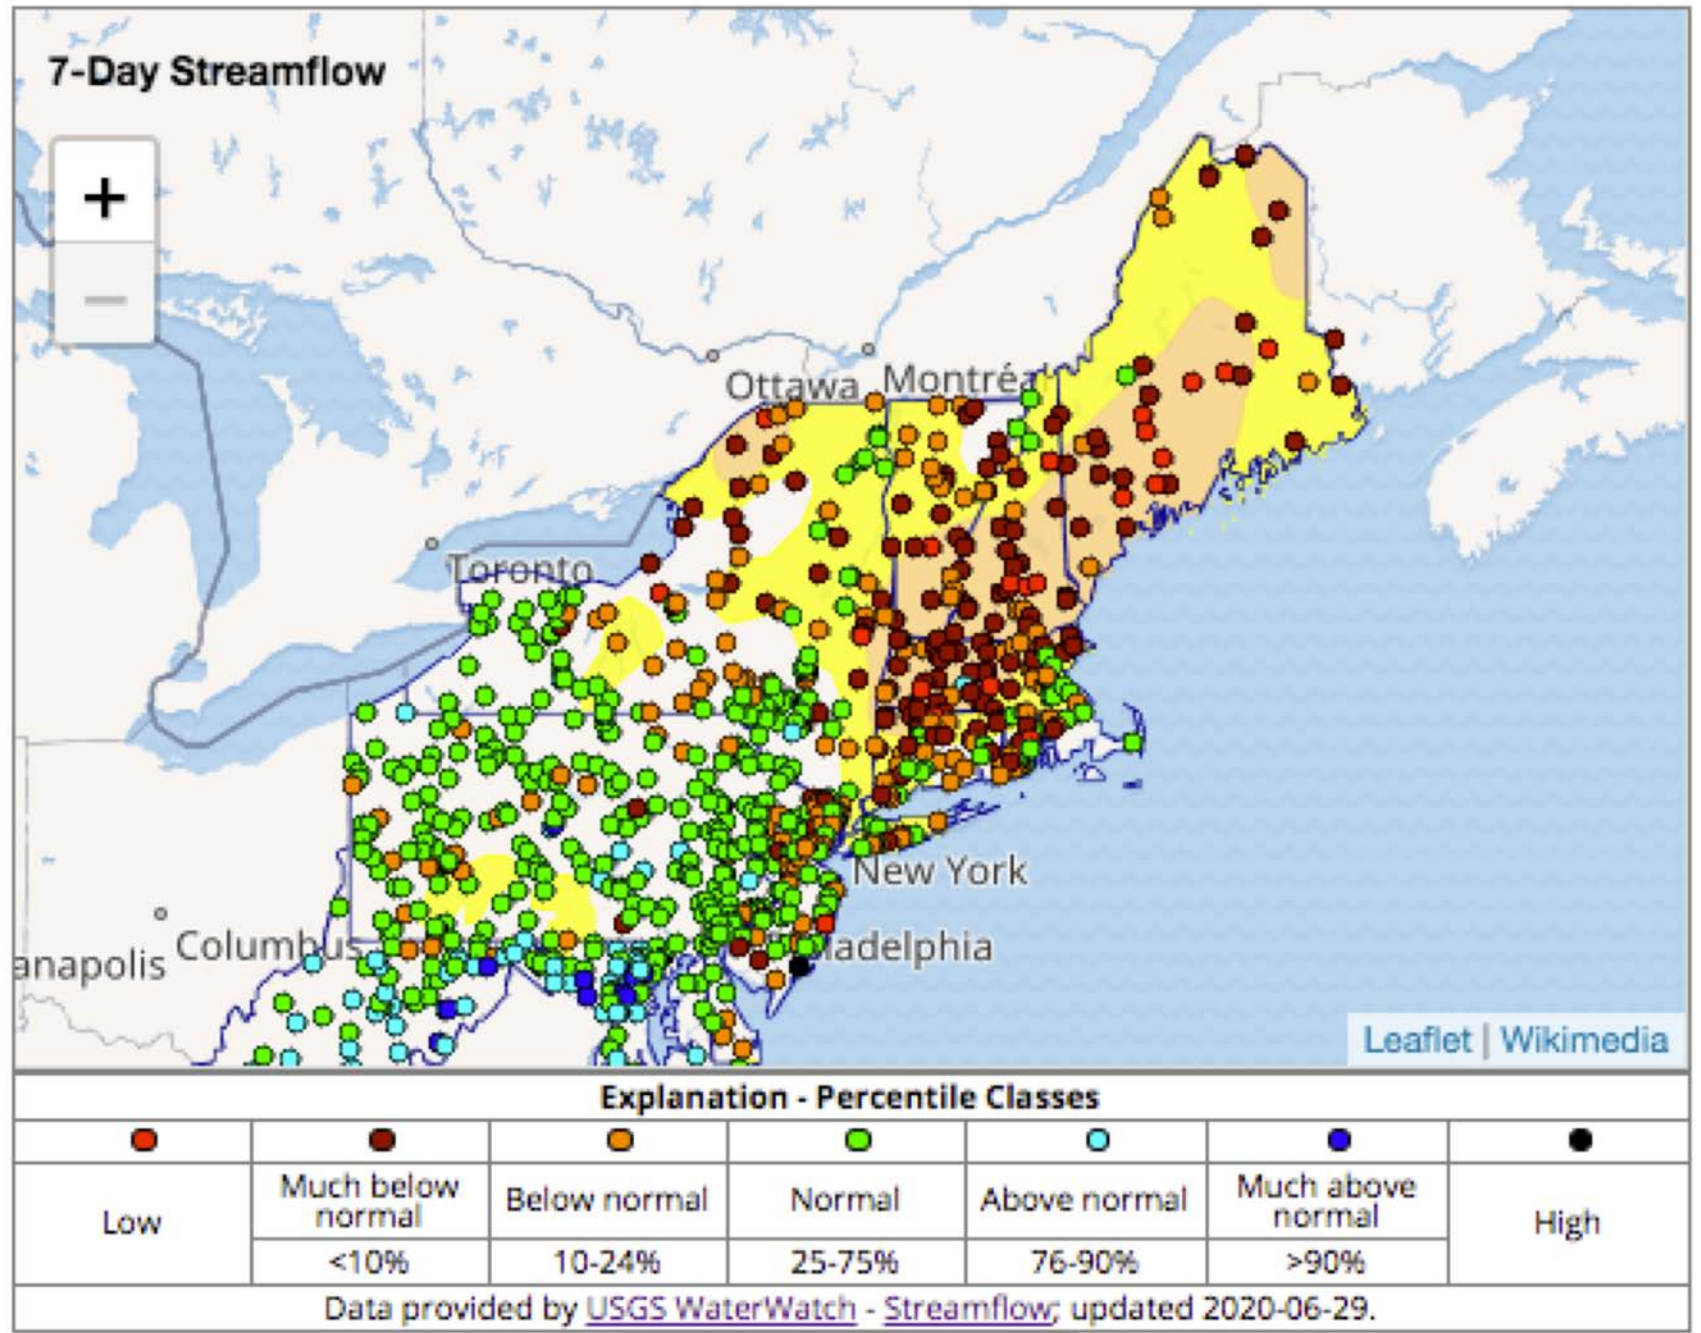 7-Day Streamflow
+
−
Ottawa
Montréa
Toronto
New York
Columbus
anapolis
iladelphia
Leaflet | Wikimedia
Explanation - Percentile Classes
Low
Much below normal
Below normal
Normal
Above normal
Much above normal
High
<10%
10-24%
25-75%
76-90%
>90%
Data provided by USGS WaterWatch - Streamflow; updated 2020-06-29.